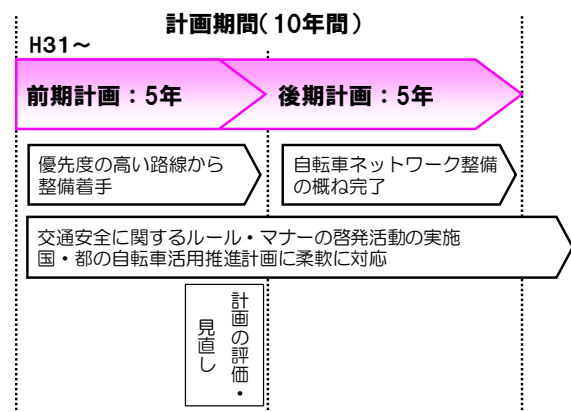 計画期間(10年間)
H31～
前期計画：5年
後期計画：5年
優先度の高い路線から
整備着手
自転車ネットワーク整備
の概ね完了
交通安全に関するルール・マナーの啓発活動の実施
国・都の自転車活用推進計画に柔軟に対応
計画の評価・
見直し